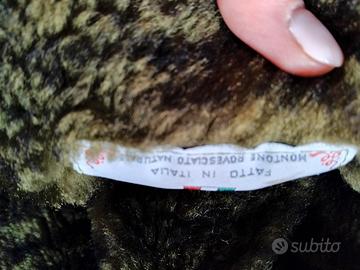 MONTONE ROVESCIATO NATURALE
FATTO IN ITALIA
subito